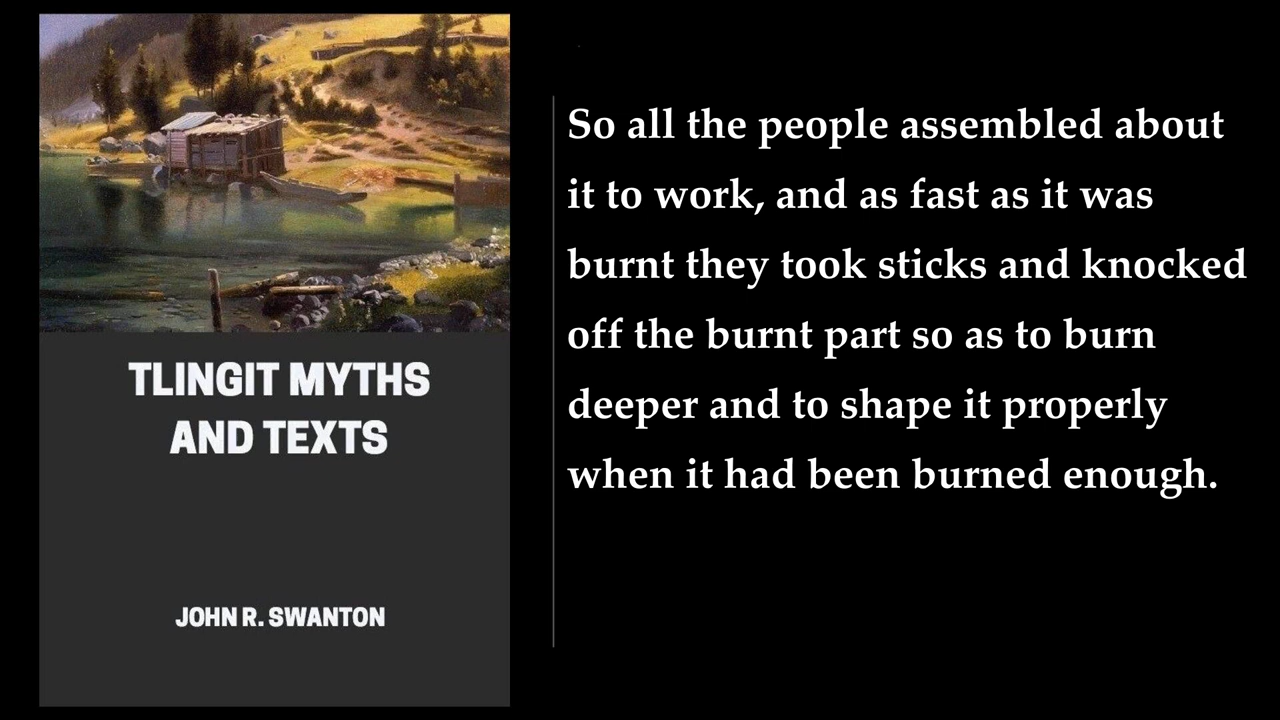 TLINGIT MYTHS
AND TEXTS
JOHN R. SWANTON
So all the people assembled about
it to work, and as fast as it was
burnt they took sticks and knocked
off the burnt part so as to burn
deeper and to shape it properly
when it had been burned enough.